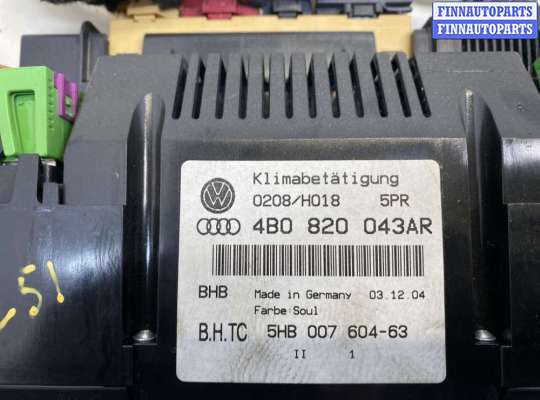 FINNAUTOPARTS
FINNAUTOPARTS
Klimabetätigung
0208/H018 5PR
4B0 820 043AR
BHB Made in Germany 03.12.04
Farbe:Soul
B.H.TC 5HB 007 604-63
II 1
-51